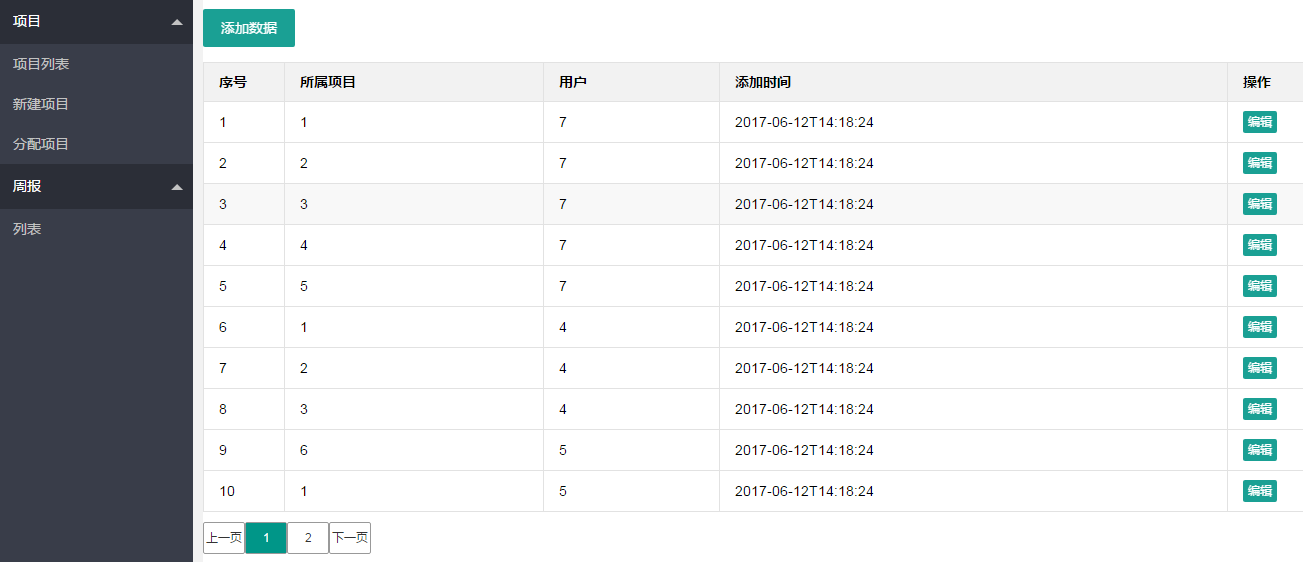 项目
项目列表
新建项目
分配项目
周报
列表
添加数据
序号 所属项目 用户 添加时间 操作
1 1 7 2017-06-12T14:18:24 编辑
2 2 7 2017-06-12T14:18:24 编辑
3 3 7 2017-06-12T14:18:24 编辑
4 4 7 2017-06-12T14:18:24 编辑
5 5 7 2017-06-12T14:18:24 编辑
6 1 4 2017-06-12T14:18:24 编辑
7 2 4 2017-06-12T14:18:24 编辑
8 3 4 2017-06-12T14:18:24 编辑
9 6 5 2017-06-12T14:18:24 编辑
10 1 5 2017-06-12T14:18:24 编辑
上一页 1 2 下一页